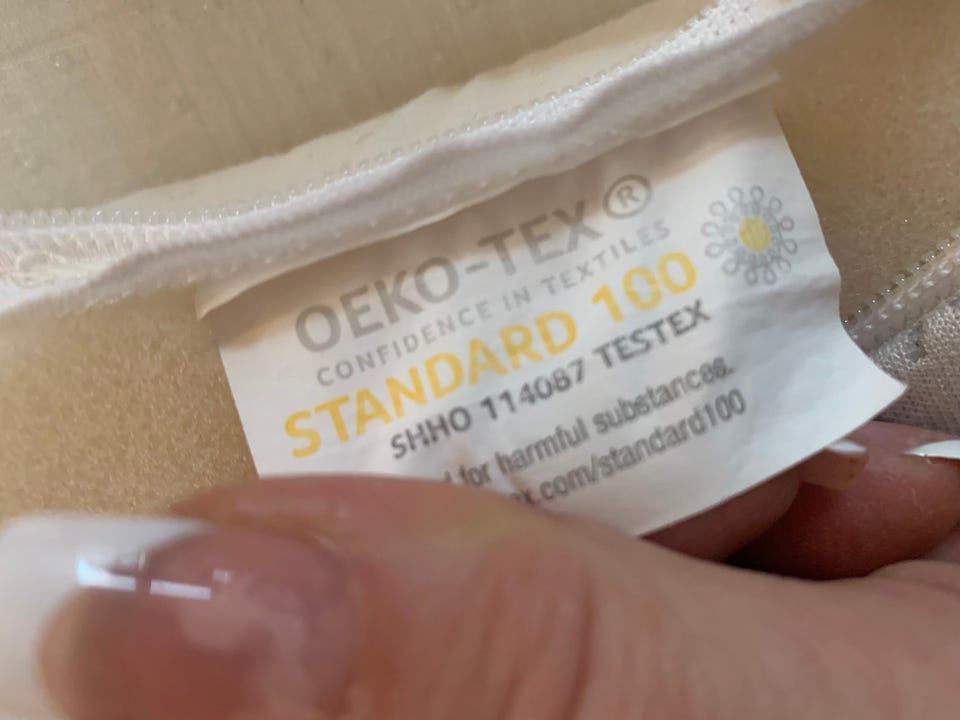 OEKO-TEX®
CONFIDENCE IN TEXTILES
STANDARD 100
SHHO 114087 TESTEX
for harmful substances.
.com/standard100